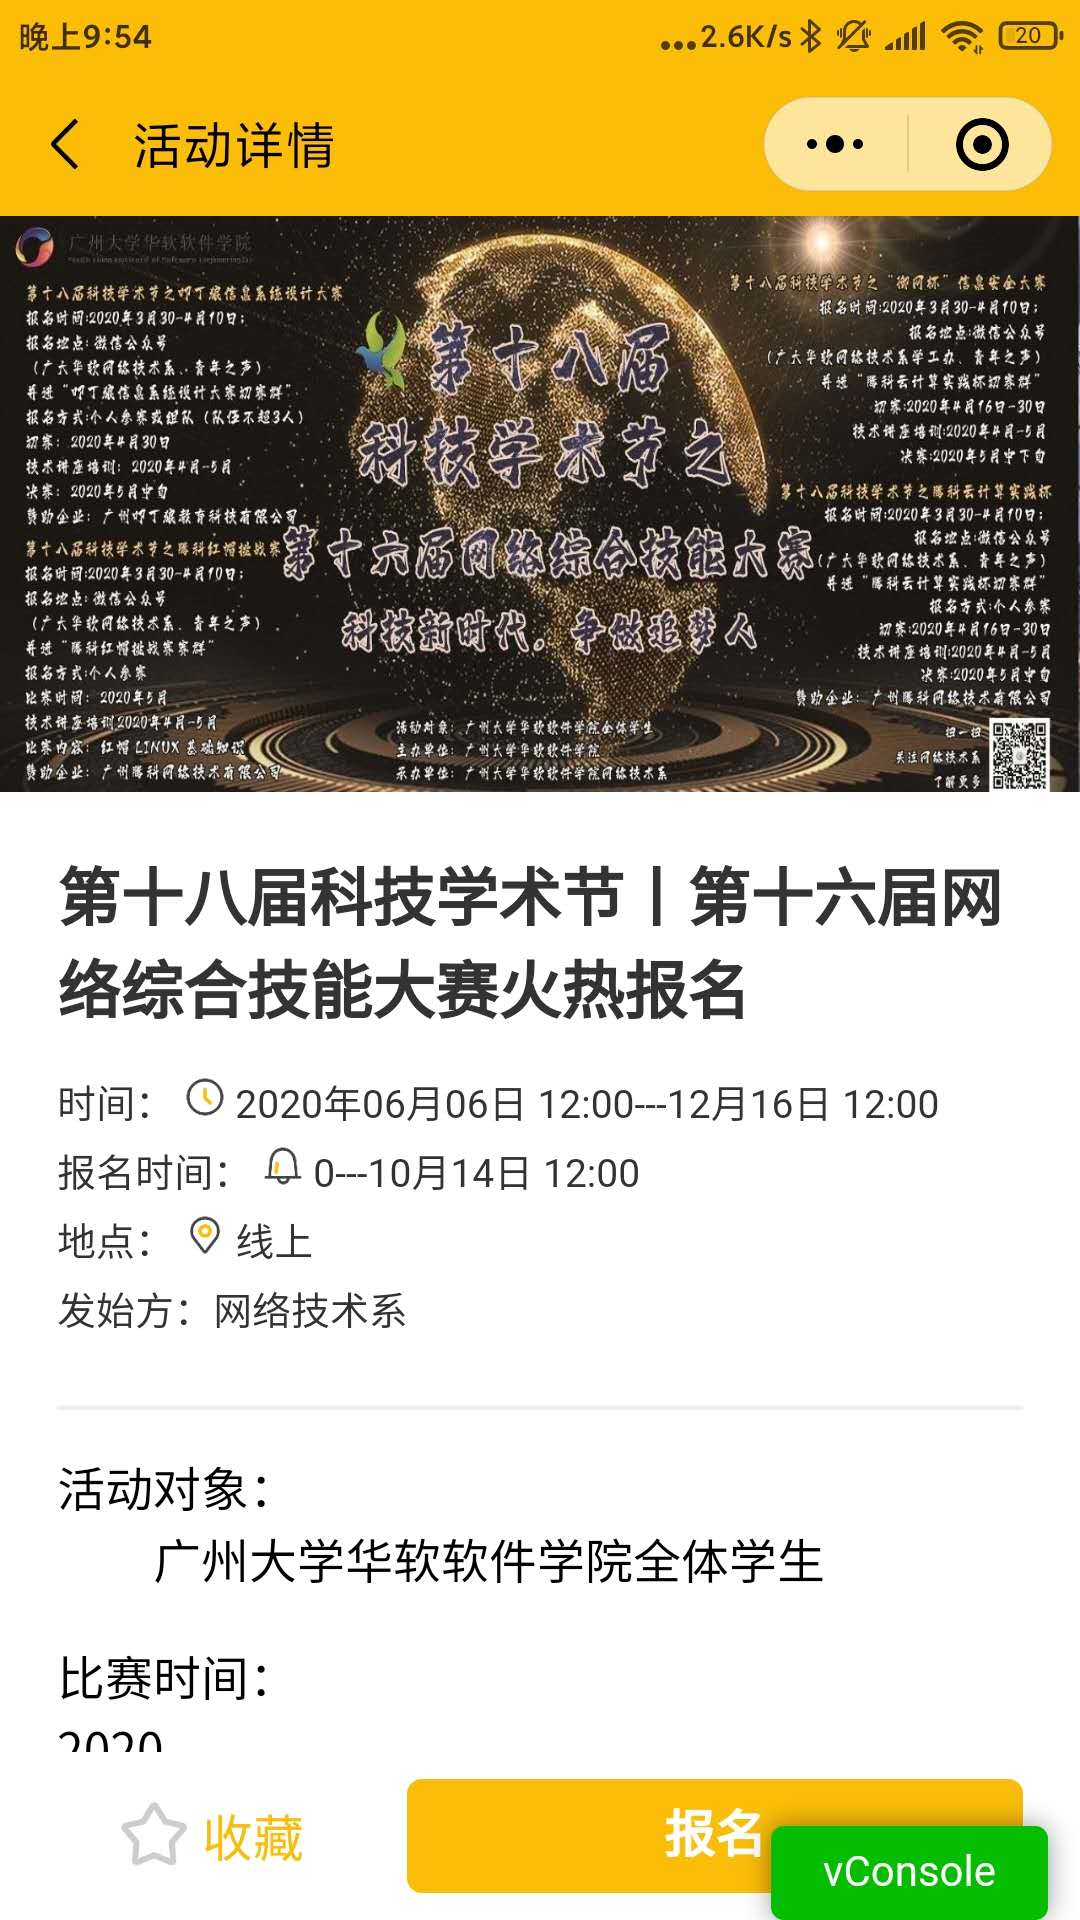 晚上9:54
2.6K/s
20
活动详情
广州大学华软软件学院
第十八届科技学术节之叩丁狼信息系统设计大赛
报名时间:2020年3月30-4月10日;
报名地点:微信公众号
(广大华软网络技术系、青年之声)
并进“叩丁狼信息系统设计大赛初赛群”
报名方式:个人参赛或组队(队伍不超3人)
初赛:2020年4月30日
技术讲座培训:2020年4月-5月
决赛:2020年5月中旬
赞助企业:广州叩丁狼教育科技有限公司
第十八届科技学术节之腾科红帽挑战赛
报名时间:2020年3月30-4月10日;
报名地点:微信公众号
(广大华软网络技术系、青年之声)
并进“腾科红帽挑战赛赛群”
报名方式:个人参赛
比赛时间:2020年5月
技术讲座培训2020年4月-5月
比赛内容:红帽LINUX基础知识
赞助企业:广州腾科网络技术有限公司
第十八届
科技学术节之
第十六届网络综合技能大赛
科技新时代,争做追梦人
活动对象:广州大学华软软件学院全体学生
主办单位:广州大学华软软件学院
承办单位:广州大学华软软件学院网络技术系
第十八届科技学术节之“御网杯”信息安全大赛
报名时间:2020年3月30-4月10日;
报名地点:微信公众号
(广大华软网络技术系学工办、青年之声)
并进“腾科云计算实践杯初赛群”
初赛:2020年4月16日-30日
技术讲座培训:2020年4月-5月
决赛:2020年5月中下旬
第十八届科技学术节之腾科云计算实践杯
报名时间:2020年3月30-4月10日;
报名地点:微信公众号
(广大华软网络技术系、青年之声)
并进“腾科云计算实践杯初赛群”
报名方式:个人参赛
初赛:2020年4月16日-30日
技术讲座培训:2020年4月-5月
决赛:2020年5月中旬
赞助企业:广州腾科网络技术有限公司
扫一扫
关注网络技术系
了解更多
第十八届科技学术节丨第十六届网
络综合技能大赛火热报名
时间: 2020年06月06日 12:00---12月16日 12:00
报名时间: 0---10月14日 12:00
地点: 线上
发始方:网络技术系
活动对象:
广州大学华软软件学院全体学生
比赛时间:
2020
收藏
报名
vConsole